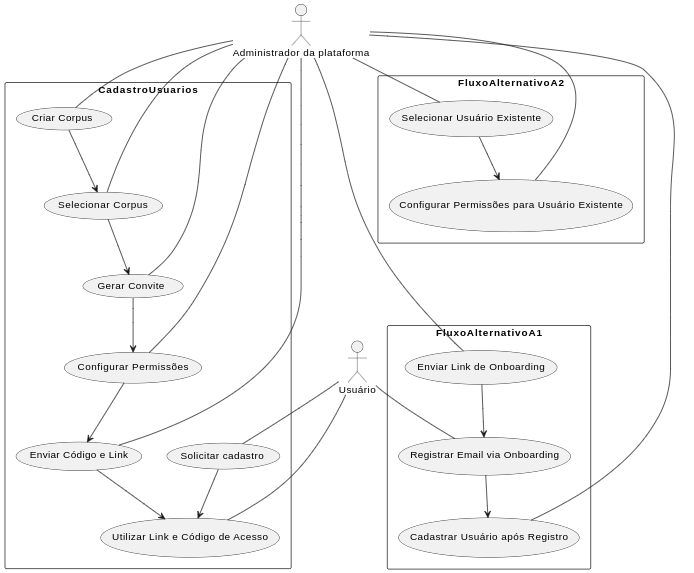 Administrador da plataforma
CadastroUsuarios
Criar Corpus
Selecionar Corpus
Gerar Convite
Configurar Permissões
Enviar Código e Link
Solicitar cadastro
Utilizar Link e Código de Acesso
FluxoAlternativoA2
Selecionar Usuário Existente
Configurar Permissões para Usuário Existente
Usuário
FluxoAlternativoA1
Enviar Link de Onboarding
Registrar Email via Onboarding
Cadastrar Usuário após Registro